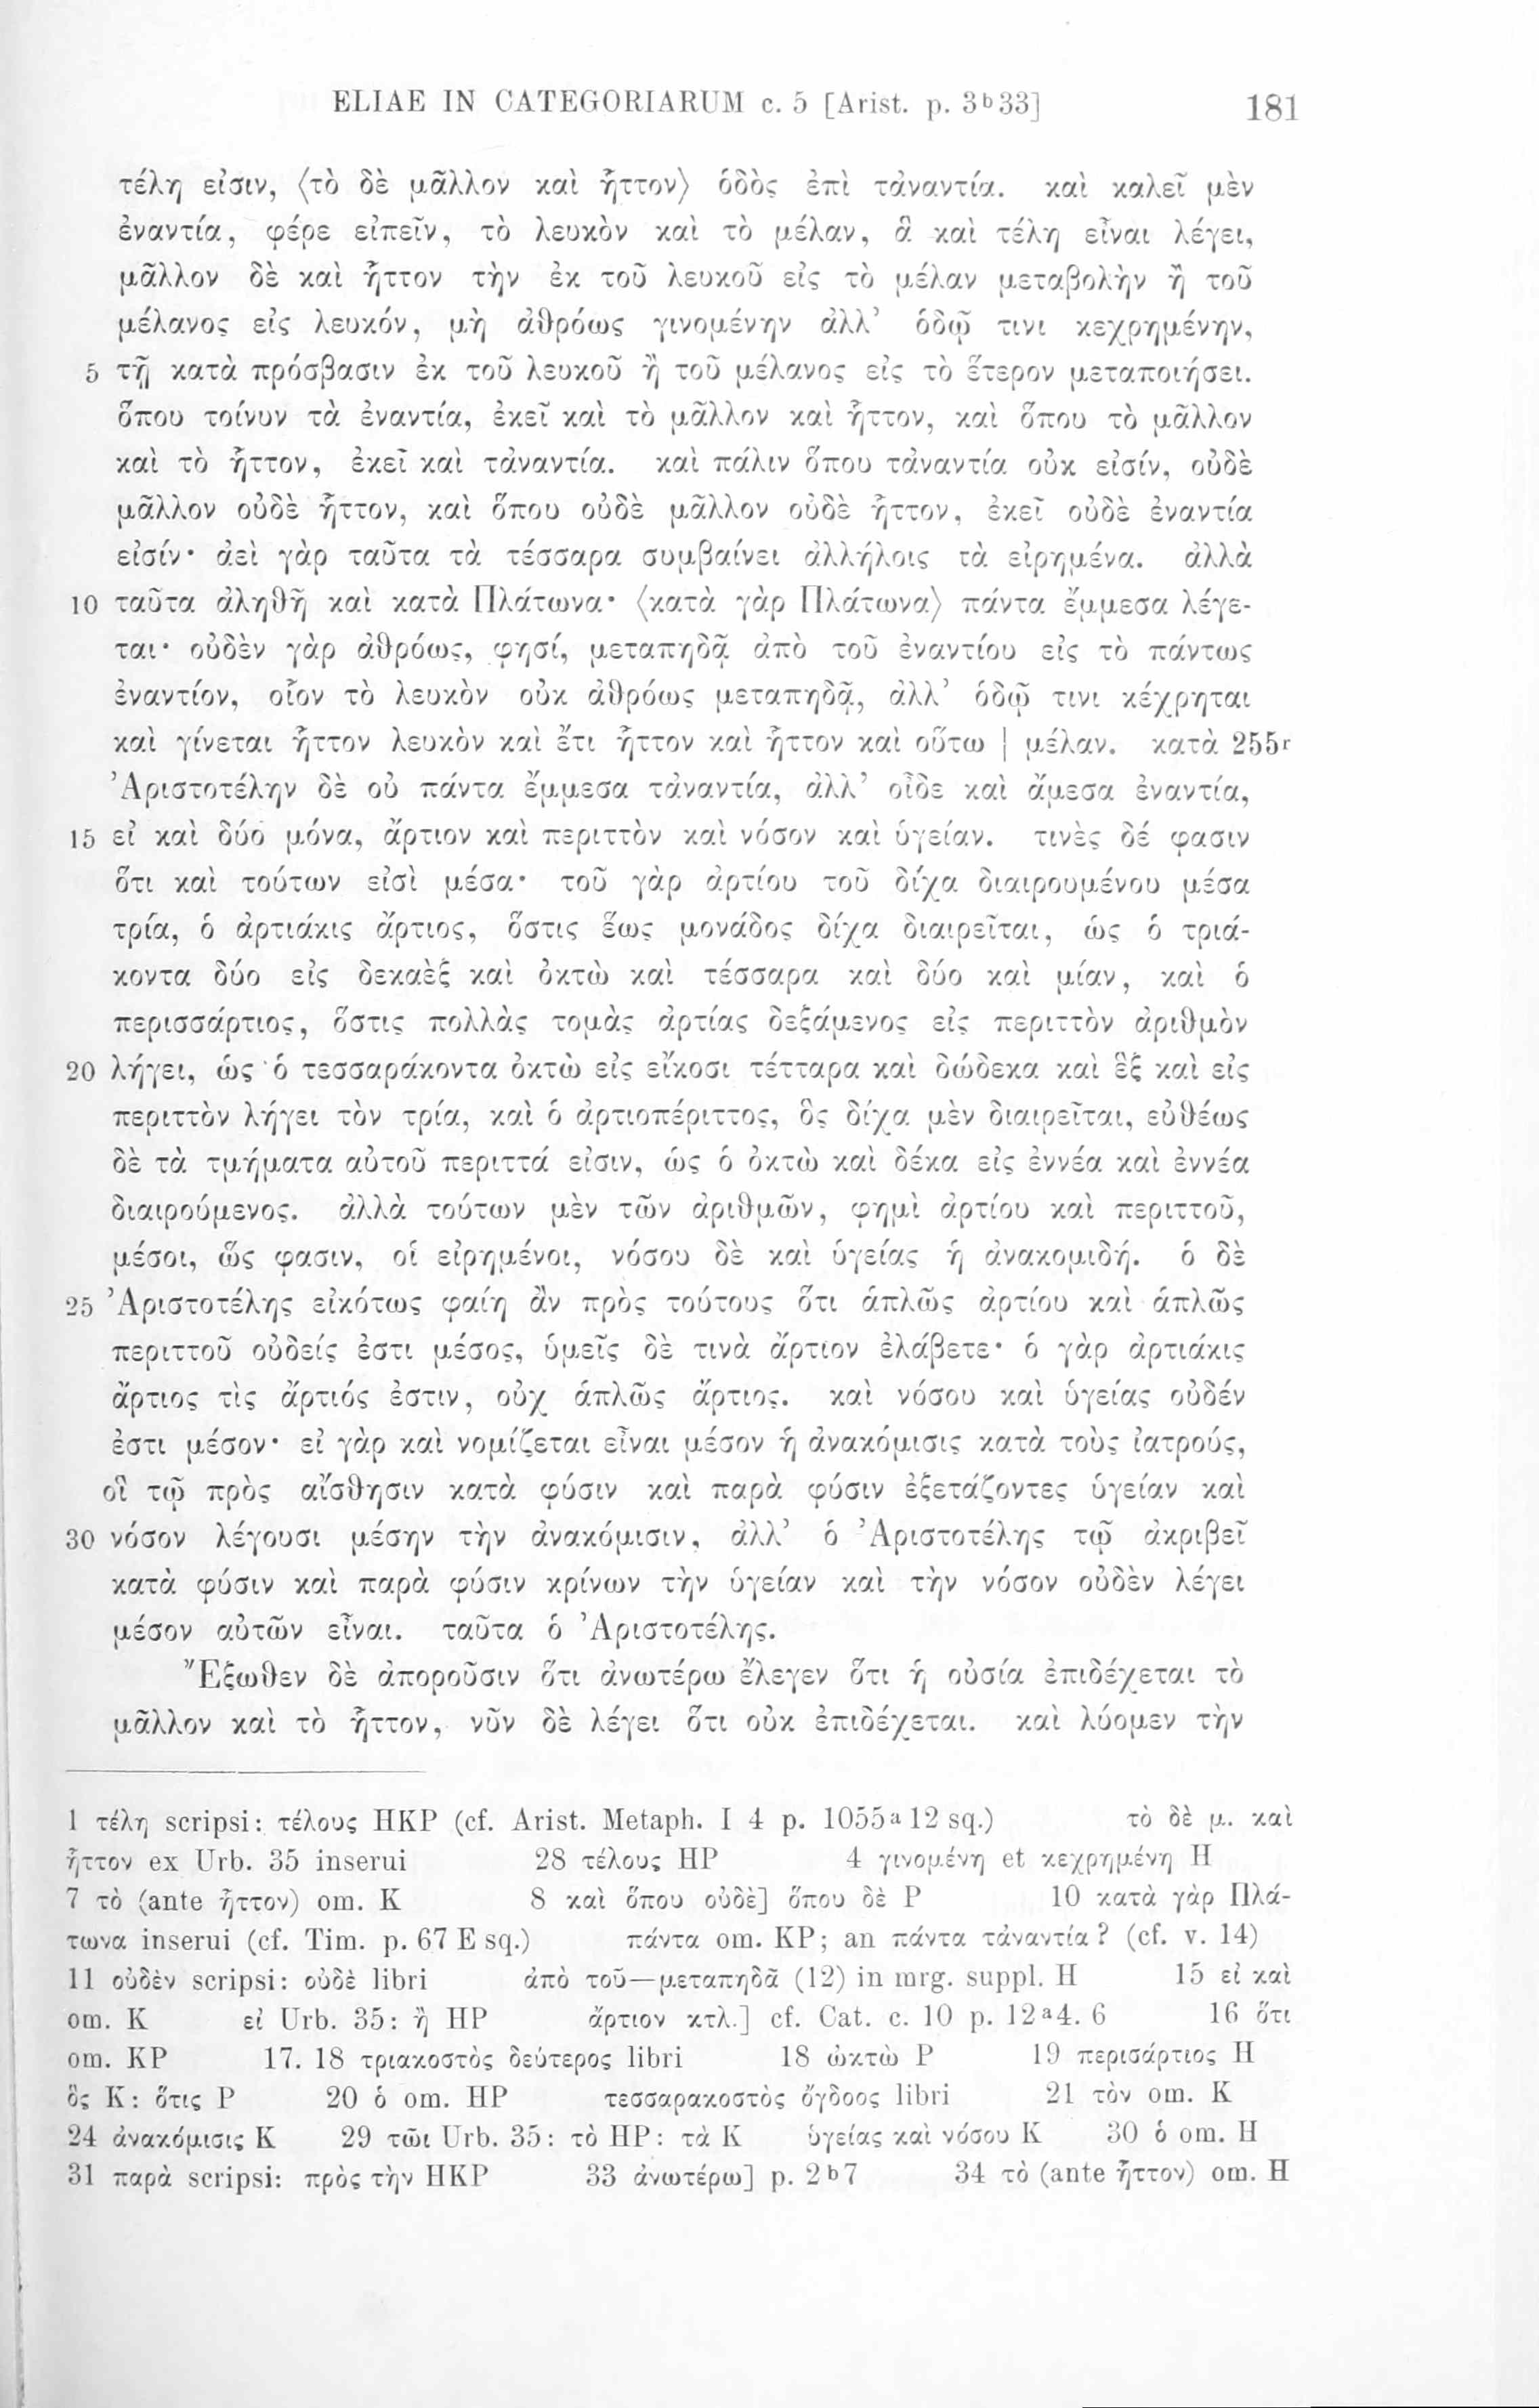 ELIAE IN CATEGORIARUM c. 5 [Arist. p. 3ᵇ33] 181
τέλη εἰσιν, ⟨τὸ δὲ μᾶλλον καὶ ἧττον⟩ ὁδὸς ἐπὶ τἀναντία. καὶ καλεῖ μὲν
ἐναντία, φέρε εἰπεῖν, τὸ λευκὸν καὶ τὸ μέλαν, ἃ καὶ τέλη εἶναι λέγει,
μᾶλλον δὲ καὶ ἧττον τὴν ἐκ τοῦ λευκοῦ εἰς τὸ μέλαν μεταβολὴν ἢ τοῦ
μέλανος εἰς λευκόν, μὴ ἀθρόως γινομένην ἀλλ’ ὁδῷ τινι κεχρημένην,
5 τῇ κατὰ πρόσβασιν ἐκ τοῦ λευκοῦ ἢ τοῦ μέλανος εἰς τὸ ἕτερον μεταποιήσει.
ὅπου τοίνυν τὰ ἐναντία, ἐκεῖ καὶ τὸ μᾶλλον καὶ ἧττον, καὶ ὅπου τὸ μᾶλλον
καὶ τὸ ἧττον, ἐκεῖ καὶ τἀναντία. καὶ πάλιν ὅπου τἀναντία οὐκ εἰσίν, οὐδὲ
μᾶλλον οὐδὲ ἧττον, καὶ ὅπου οὐδὲ μᾶλλον οὐδὲ ἧττον, ἐκεῖ οὐδὲ ἐναντία
εἰσίν· ἀεὶ γὰρ ταῦτα τὰ τέσσαρα συμβαίνει ἀλλήλοις τὰ εἰρημένα. ἀλλὰ
10 ταῦτα ἀληθῆ καὶ κατὰ Πλάτωνα· ⟨κατὰ γὰρ Πλάτωνα⟩ πάντα ἔμμεσα λέγε-
ται· οὐδὲν γὰρ ἀθρόως, φησί, μεταπηδᾷ ἀπὸ τοῦ ἐναντίου εἰς τὸ πάντως
ἐναντίον, οἷον τὸ λευκὸν οὐκ ἀθρόως μεταπηδᾷ, ἀλλ’ ὁδῷ τινι κέχρηται
καὶ γίνεται ἧττον λευκὸν καὶ ἔτι ἧττον καὶ ἧττον καὶ οὕτω | μέλαν. κατὰ 255ʳ
Ἀριστοτέλην δὲ οὐ πάντα ἔμμεσα τἀναντία, ἀλλ’ οἶδε καὶ ἄμεσα ἐναντία,
15 εἰ καὶ δύο μόνα, ἄρτιον καὶ περιττὸν καὶ νόσον καὶ ὑγείαν. τινὲς δέ φασιν
ὅτι καὶ τούτων εἰσὶ μέσα· τοῦ γὰρ ἀρτίου τοῦ δίχα διαιρουμένου μέσα
τρία, ὁ ἀρτιάκις ἄρτιος, ὅστις ἕως μονάδος δίχα διαιρεῖται, ὡς ὁ τριά-
κοντα δύο εἰς δεκαὲξ καὶ ὀκτὼ καὶ τέσσαρα καὶ δύο καὶ μίαν, καὶ ὁ
περισσάρτιος, ὅστις πολλὰς τομὰς ἀρτίας δεξάμενος εἰς περιττὸν ἀριθμὸν
20 λήγει, ὡς ὁ τεσσαράκοντα ὀκτὼ εἰς εἴκοσι τέτταρα καὶ δώδεκα καὶ ἓξ καὶ εἰς
περιττὸν λήγει τὸν τρία, καὶ ὁ ἀρτιοπέριττος, ὃς δίχα μὲν διαιρεῖται, εὐθέως
δὲ τὰ τμήματα αὐτοῦ περιττά εἰσιν, ὡς ὁ ὀκτὼ καὶ δέκα εἰς ἐννέα καὶ ἐννέα
διαιρούμενος. ἀλλὰ τούτων μὲν τῶν ἀριθμῶν, φημὶ ἀρτίου καὶ περιττοῦ,
μέσοι, ὥς φασιν, οἱ εἰρημένοι, νόσου δὲ καὶ ὑγείας ἡ ἀνακομιδή. ὁ δὲ
25 Ἀριστοτέλης εἰκότως φαίη ἂν πρὸς τούτους ὅτι ἁπλῶς ἀρτίου καὶ ἁπλῶς
περιττοῦ οὐδείς ἐστι μέσος, ὑμεῖς δὲ τινὰ ἄρτιον ἐλάβετε· ὁ γὰρ ἀρτιάκις
ἄρτιος τὶς ἄρτιός ἐστιν, οὐχ ἁπλῶς ἄρτιος. καὶ νόσου καὶ ὑγείας οὐδέν
ἐστι μέσον· εἰ γὰρ καὶ νομίζεται εἶναι μέσον ἡ ἀνακόμισις κατὰ τοὺς ἰατρούς,
οἳ τῷ πρὸς αἴσθησιν κατὰ φύσιν καὶ παρὰ φύσιν ἐξετάζοντες ὑγείαν καὶ
30 νόσον λέγουσι μέσην τὴν ἀνακόμισιν, ἀλλ’ ὁ Ἀριστοτέλης τῷ ἀκριβεῖ
κατὰ φύσιν καὶ παρὰ φύσιν κρίνων τὴν ὑγείαν καὶ τὴν νόσον οὐδὲν λέγει
μέσον αὐτῶν εἶναι. ταῦτα ὁ Ἀριστοτέλης.
Ἔξωθεν δὲ ἀποροῦσιν ὅτι ἀνωτέρω ἔλεγεν ὅτι ἡ οὐσία ἐπιδέχεται τὸ
μᾶλλον καὶ τὸ ἧττον, νῦν δὲ λέγει ὅτι οὐκ ἐπιδέχεται. καὶ λύομεν τὴν
1 τέλη scripsi: τέλους HKP (cf. Arist. Metaph. I 4 p. 1055ᵃ12 sq.) τὸ δὲ μ. καὶ
ἧττον ex Urb. 35 inserui 28 τέλους HP 4 γινομένη et κεχρημένη H
7 τὸ (ante ἧττον) om. K 8 καὶ ὅπου οὐδὲ] ὅπου δὲ P 10 κατὰ γὰρ Πλά-
τωνα inserui (cf. Tim. p. 67 E sq.) πάντα om. KP; an πάντα τἀναντία? (cf. v. 14)
11 οὐδὲν scripsi: οὐδὲ libri ἀπὸ τοῦ—μεταπηδᾶ (12) in mrg. suppl. H 15 εἰ καὶ
om. K εἰ Urb. 35: ἢ HP ἄρτιον κτλ.] cf. Cat. c. 10 p. 12ᵃ4. 6 16 ὅτι
om. KP 17. 18 τριακοστὸς δεύτερος libri 18 ὠκτὼ P 19 περισάρτιος H
ὃς K: ὅτις P 20 ὁ om. HP τεσσαρακοστὸς ὄγδοος libri 21 τὸν om. K
24 ἀνακόμισις K 29 τῶι Urb. 35: τὸ HP: τὰ K ὑγείας καὶ νόσου K 30 ὁ om. H
31 παρὰ scripsi: πρὸς τὴν HKP 33 ἀνωτέρω] p. 2ᵇ7 34 τὸ (ante ἧττον) om. H